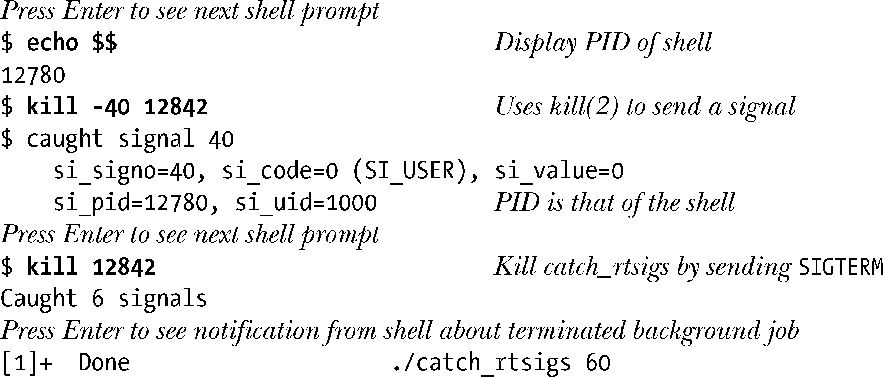 Press Enter to see next shell prompt
$ echo $$ Display PID of shell
12780
$ kill -40 12842 Uses kill(2) to send a signal
$ caught signal 40
si_signo=40, si_code=0 (SI_USER), si_value=0
si_pid=12780, si_uid=1000 PID is that of the shell
Press Enter to see next shell prompt
$ kill 12842 Kill catch_rtsigs by sending SIGTERM
Caught 6 signals
Press Enter to see notification from shell about terminated background job
[1]+ Done ./catch_rtsigs 60